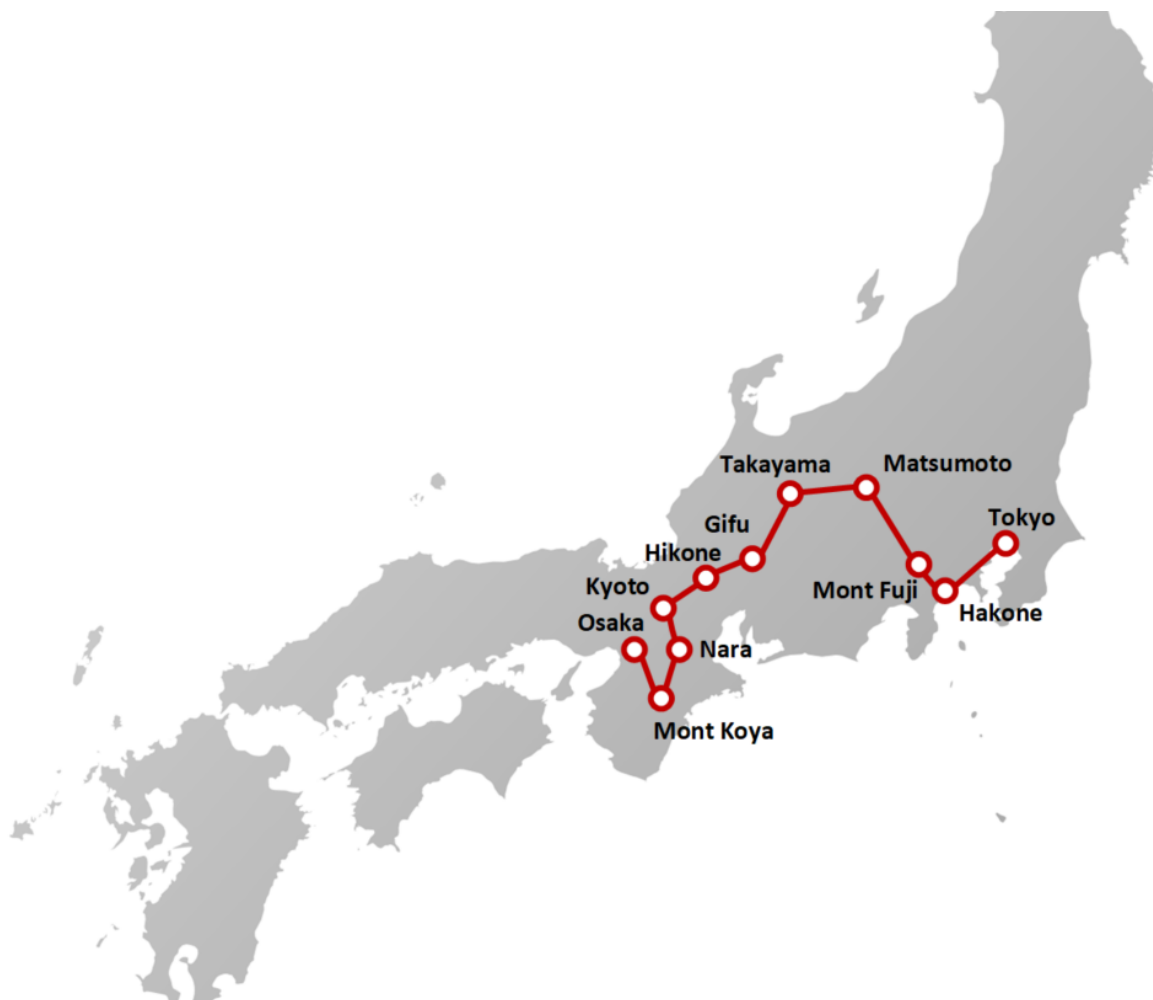 Takayama
Matsumoto
Gifu
Tokyo
Hikone
Kyoto
Mont Fuji
Hakone
Osaka
Nara
Mont Koya